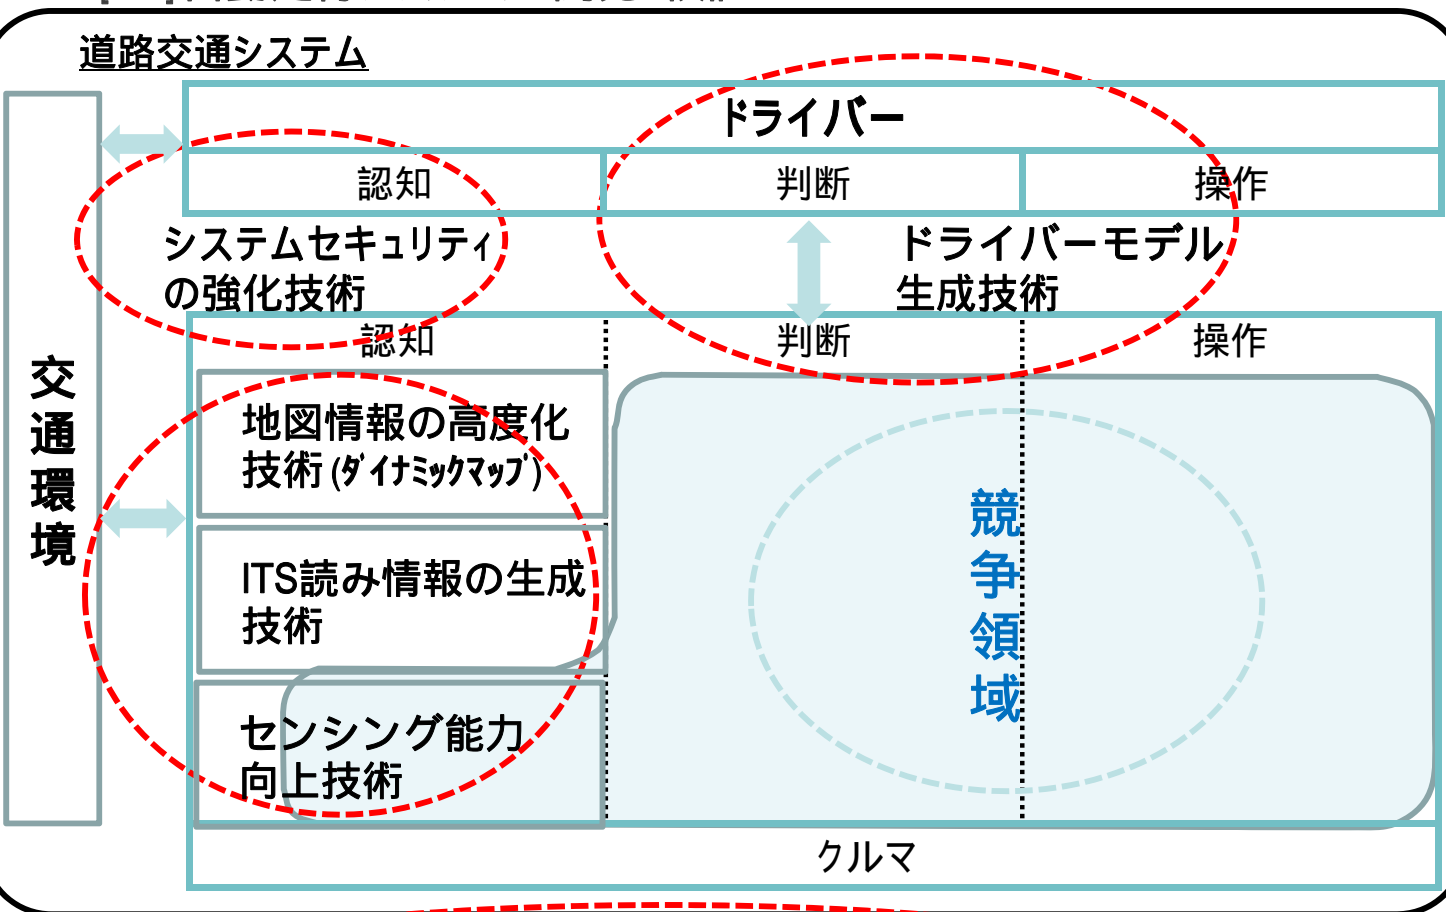 道路交通システム
ドライバー
認知
判断
操作
システムセキュリティ
の強化技術
ドライバーモデル
生成技術
認知
判断
操作
交通環境
地図情報の高度化
技術(ダイナミックマップ)
ITS読み情報の生成
技術
センシング能力
向上技術
競争領域
クルマ